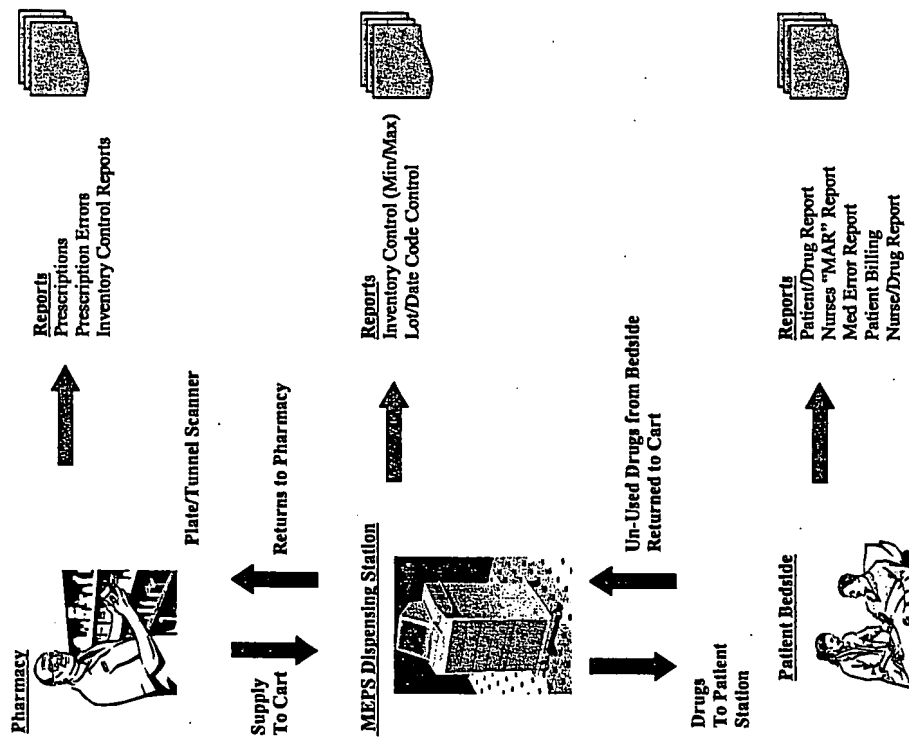 Pharmacy
Reports
Prescriptions
Prescription Errors
Inventory Control Reports
Plate/Tunnel Scanner
Supply
To Cart
Returns to Pharmacy
MEPS Dispensing Station
Reports
Inventory Control (Min/Max)
Lot/Date Code Control
Drugs
To Patient
Station
Un-Used Drugs from Bedside
Returned to Cart
Patient Bedside
Reports
Patient/Drug Report
Nurses "MAR" Report
Med Error Report
Patient Billing
Nurse/Drug Report